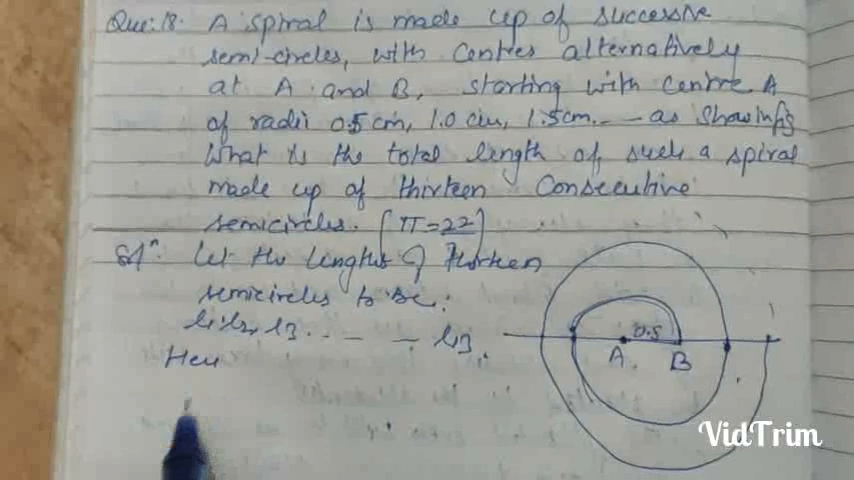 Que: 18. A spiral is made up of successive
semi-circles, with centres alternatively
at A and B, starting with centre A
of radii 0.5 cm, 1.0 cm, 1.5 cm. - - as shown in fig
What is the total length of such a spiral
made up of thirteen Consecutive
semicircles. [π=22]
Solⁿ: let the lengths of thirteen
semicircles to be:
l1, l2, l3 . . - - - l13.
Hen
0.5
A
B
VidTrim